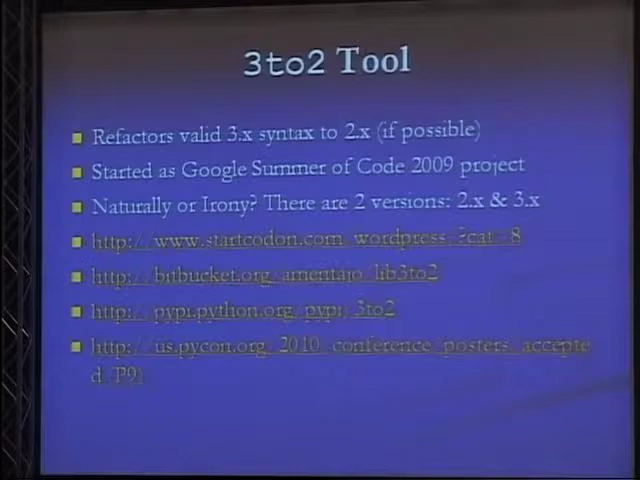 3to2 Tool
Refactors valid 3.x syntax to 2.x (if possible)
Started as Google Summer of Code 2009 project
Naturally or Irony? There are 2 versions: 2.x & 3.x
http://www.startcodon.com/wordpress/?cat=8
http://bitbucket.org/amentajo/lib3to2
http://pypi.python.org/pypi/3to2
http://us.pycon.org/2010/conference/posters/accepte
d/P9/